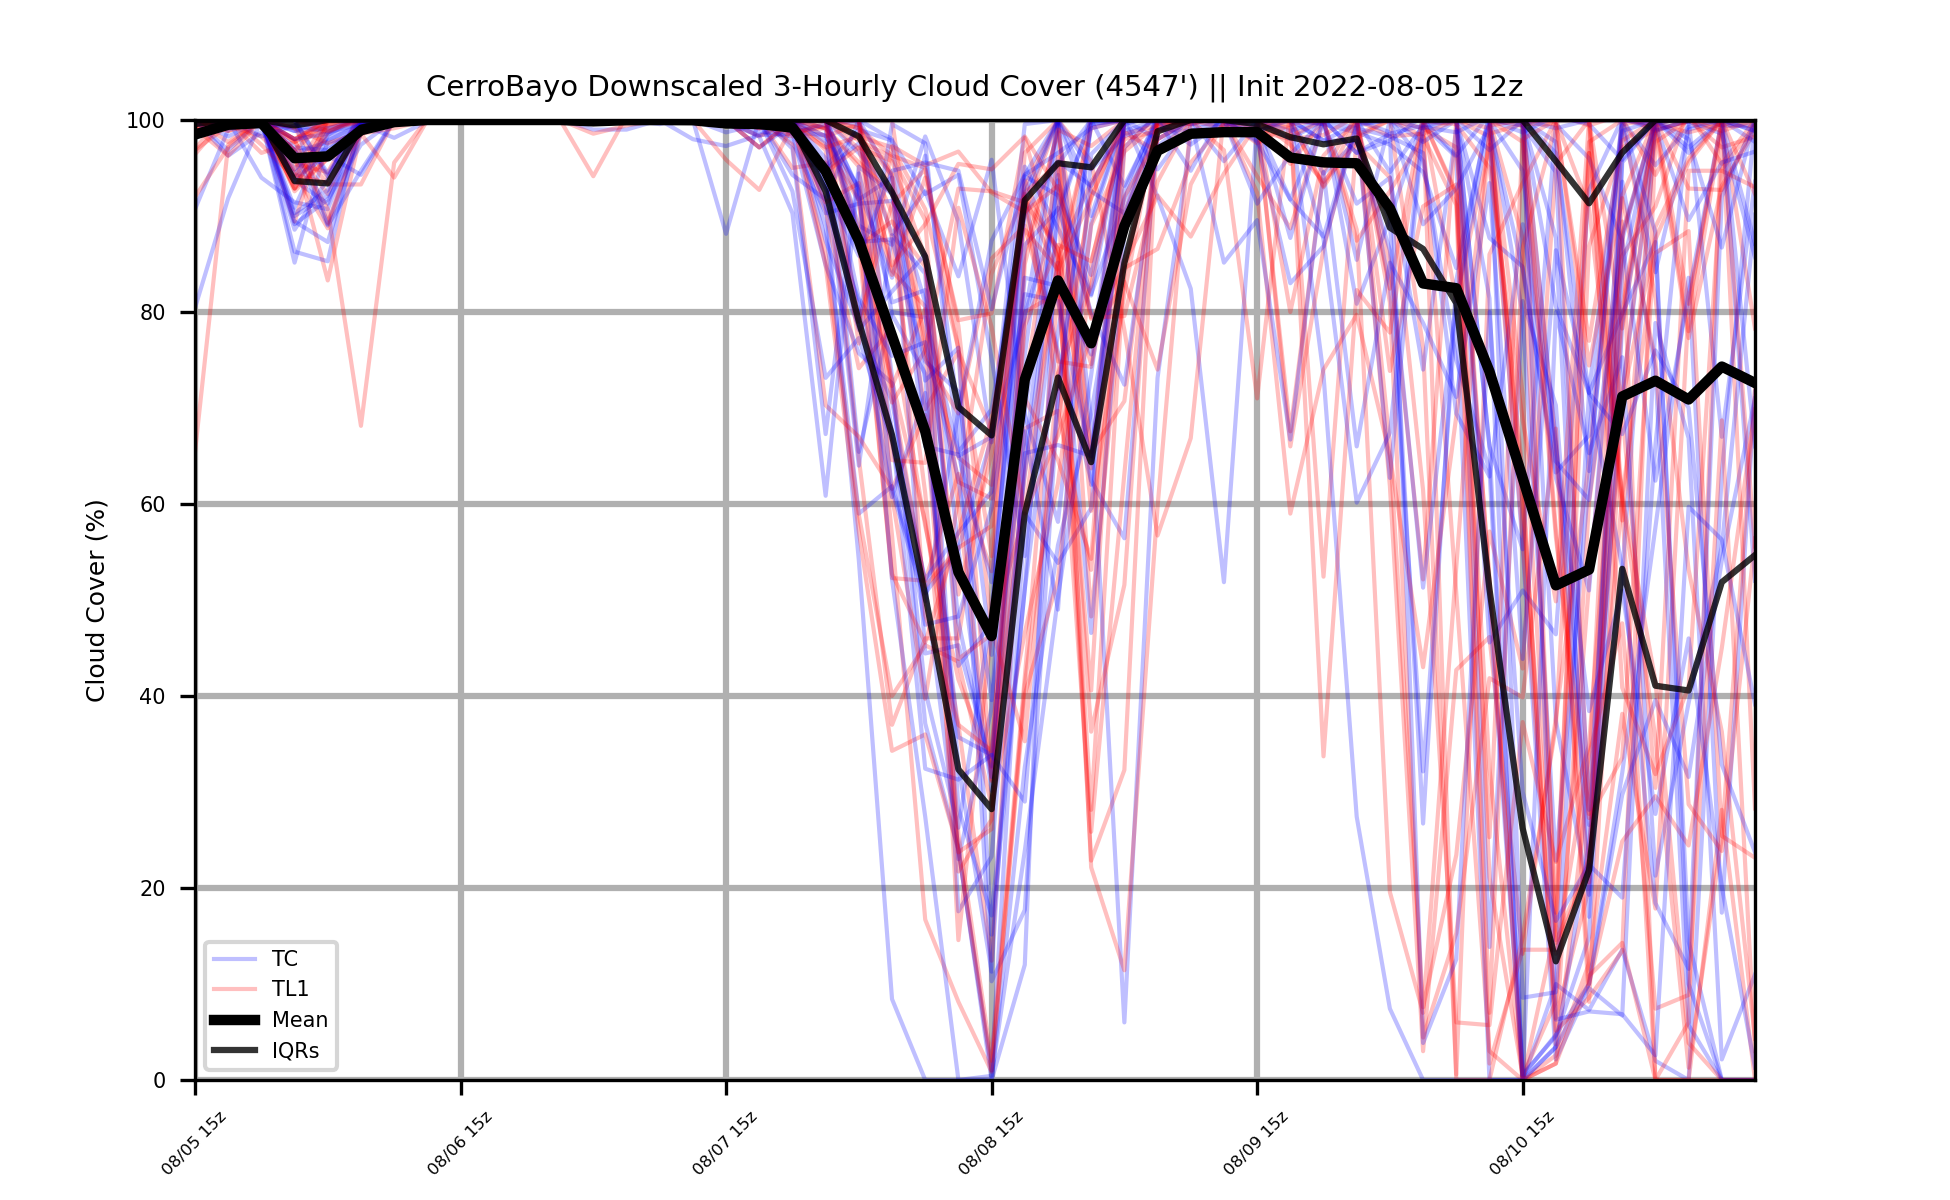 CerroBayo Downscaled 3-Hourly Cloud Cover (4547') || Init 2022-08-05 12z
Cloud Cover (%)
100
80
60
40
20
0
TC
TL1
Mean
IQRs
08/05 15z
08/06 15z
08/07 15z
08/08 15z
08/09 15z
08/10 15z